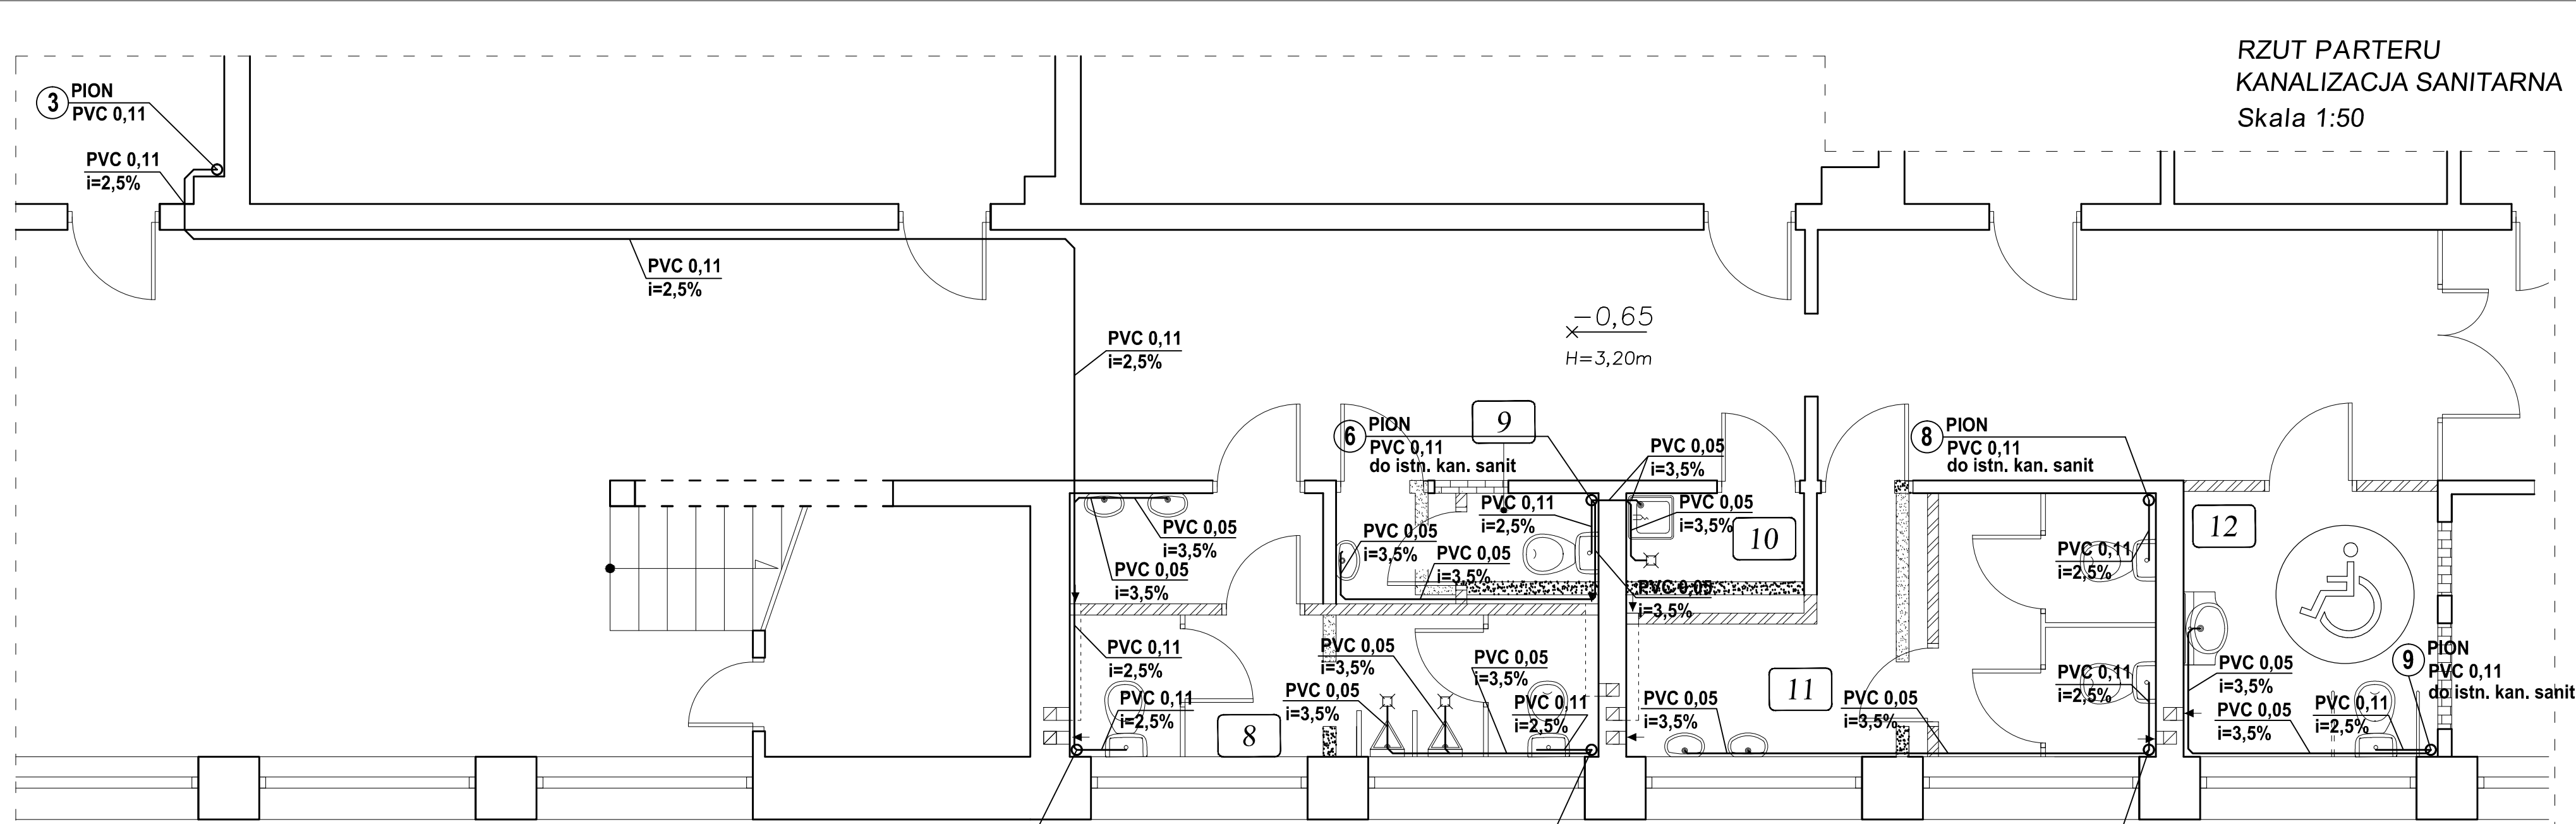 RZUT PARTERU
KANALIZACJA SANITARNA
Skala 1:50
3 PION
PVC 0,11
PVC 0,11
i=2,5%
PVC 0,11
i=2,5%
PVC 0,11
i=2,5%
-0,65
H=3,20m
6 PION
PVC 0,11
do istn. kan. sanit
9
PVC 0,05
i=3,5%
8 PION
PVC 0,11
do istn. kan. sanit
PVC 0,05
i=3,5%
PVC 0,05
i=3,5%
PVC 0,05
i=3,5%
PVC 0,05
i=3,5%
PVC 0,11
i=2,5%
PVC 0,05
i=3,5%
10
PVC 0,05
i=3,5%
PVC 0,11
i=2,5%
12
PVC 0,11
i=2,5%
PVC 0,11
i=2,5%
8
PVC 0,05
i=3,5%
PVC 0,05
i=3,5%
PVC 0,05
i=3,5%
PVC 0,11
i=2,5%
PVC 0,05
i=3,5%
11
PVC 0,05
i=3,5%
PVC 0,11
i=2,5%
PVC 0,05
i=3,5%
PVC 0,05
i=3,5%
PVC 0,11
i=2,5%
9 PION
PVC 0,11
do istn. kan. sanit